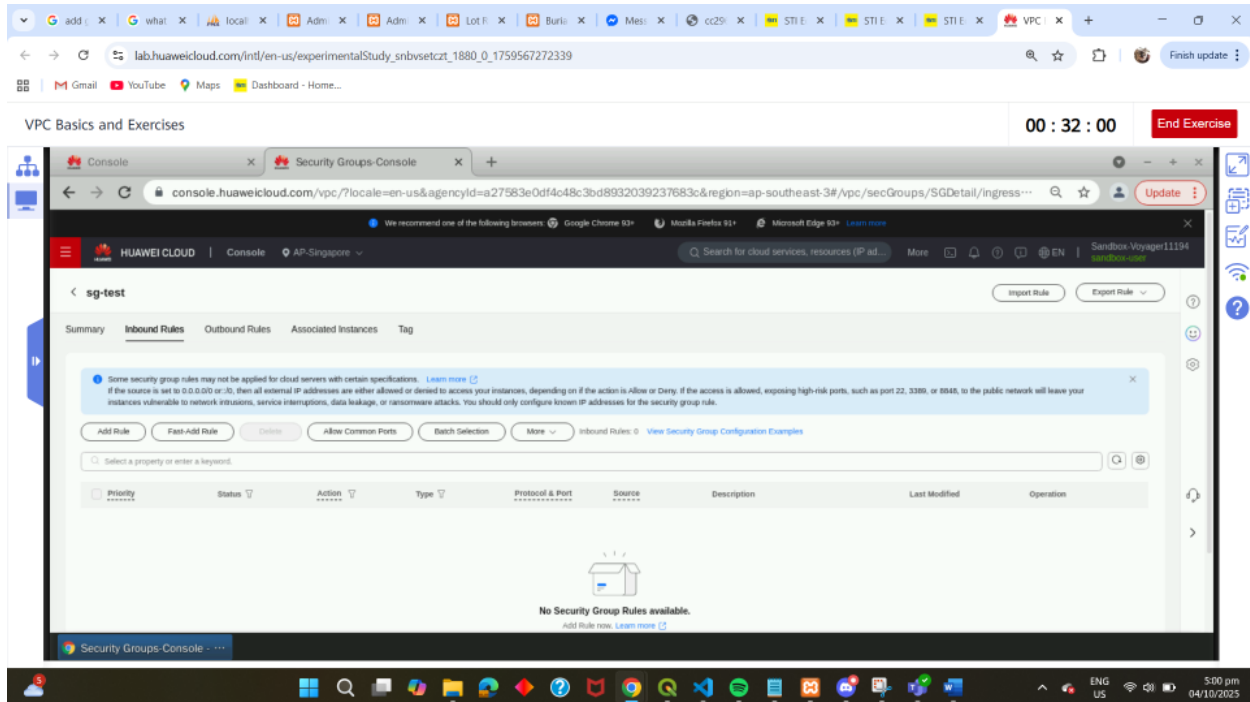 add g
what
locali
Adm
Adm
Lot F
Buria
Mess
cc29
STI E
STI E
STI E
VPC
lab.huaweicloud.com/intl/en-us/experimentalStudy_snbvsetczt_1880_0_1759567272339
Finish update
Gmail
YouTube
Maps
Dashboard - Home...
VPC Basics and Exercises
00 : 32 : 00
End Exercise
Console
Security Groups-Console
console.huaweicloud.com/vpc/?locale=en-us&agencyId=a27583e0df4c48c3bd8932039237683c&region=ap-southeast-3#/vpc/secGroups/SGDetail/ingress···
Update
We recommend one of the following browsers: Google Chrome 93+ Mozilla Firefox 91+ Microsoft Edge 93+ Learn more
HUAWEI
HUAWEI CLOUD | Console AP-Singapore
Search for cloud services, resources (IP ad...
More
EN
Sandbox-Voyager11194
sandbox-user
sg-test
Import Rule
Export Rule
Summary
Inbound Rules
Outbound Rules
Associated Instances
Tag
Some security group rules may not be applied for cloud servers with certain specifications. Learn more
If the source is set to 0.0.0.0/0 or ::/0, then all external IP addresses are either allowed or denied to access your instances, depending on if the action is Allow or Deny. If the access is allowed, exposing high-risk ports, such as port 22, 3389, or 8848, to the public network will leave your
instances vulnerable to network intrusions, service interruptions, data leakage, or ransomware attacks. You should only configure known IP addresses for the security group rule.
Add Rule
Fast-Add Rule
Delete
Allow Common Ports
Batch Selection
More
Inbound Rules: 0
View Security Group Configuration Examples
Select a property or enter a keyword.
Priority
Status
Action
Type
Protocol & Port
Source
Description
Last Modified
Operation
No Security Group Rules available.
Add Rule now. Learn more
Security Groups-Console - ···
5
ENG
US
5:00 pm
04/10/2025